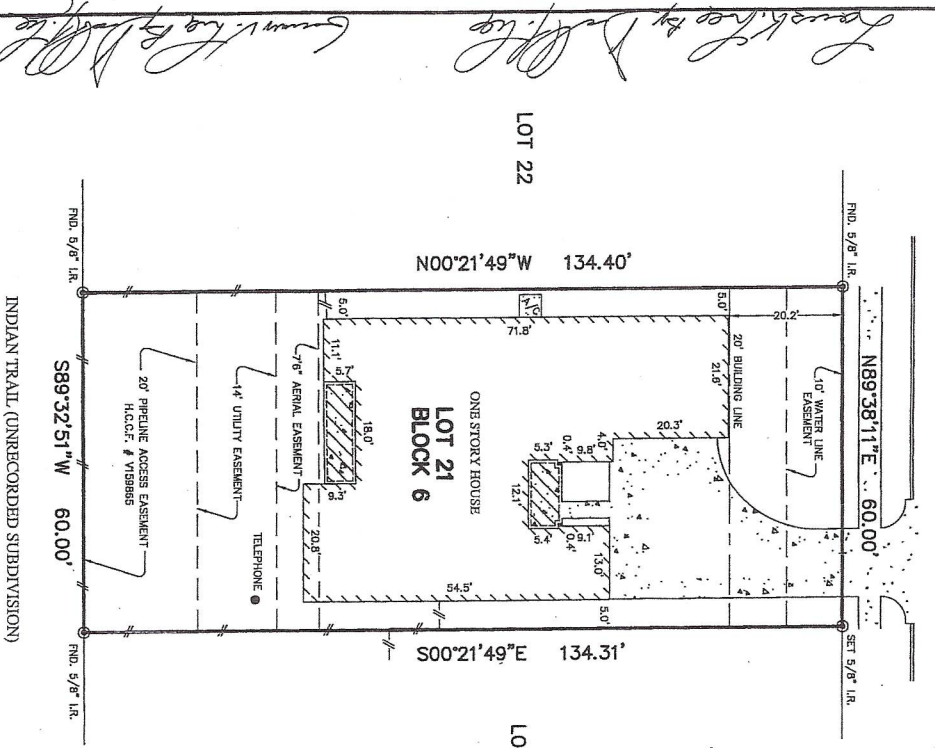 LOT 22
FND. 5/8" I.R.
FND. 5/8" I.R.
N00°21'49"W 134.40'
N89°38'11"E 60.00'
20.2'
10' WATER LINE
EASEMENT
20' BUILDING LINE
5.0'
21.6'
20.3'
5.0'
A/C
71.8'
11.1'
5.7'
18.0'
9.3'
20.8'
ONE STORY HOUSE
LOT 21
BLOCK 6
4.0'
9.8'
0.4'
5.3'
12.1'
5.4'
0.4'
9.1'
13.0'
54.5'
5.0'
7'6" AERIAL EASEMENT
14' UTILITY EASEMENT
20' PIPELINE ACCESS EASEMENT
H.C.C.F. # V159865
TELEPHONE
S89°32'51"W 60.00'
S00°21'49"E 134.31'
SET 5/8" I.R.
FND. 5/8" I.R.
LO
INDIAN TRAIL (UNRECORDED SUBDIVISION)